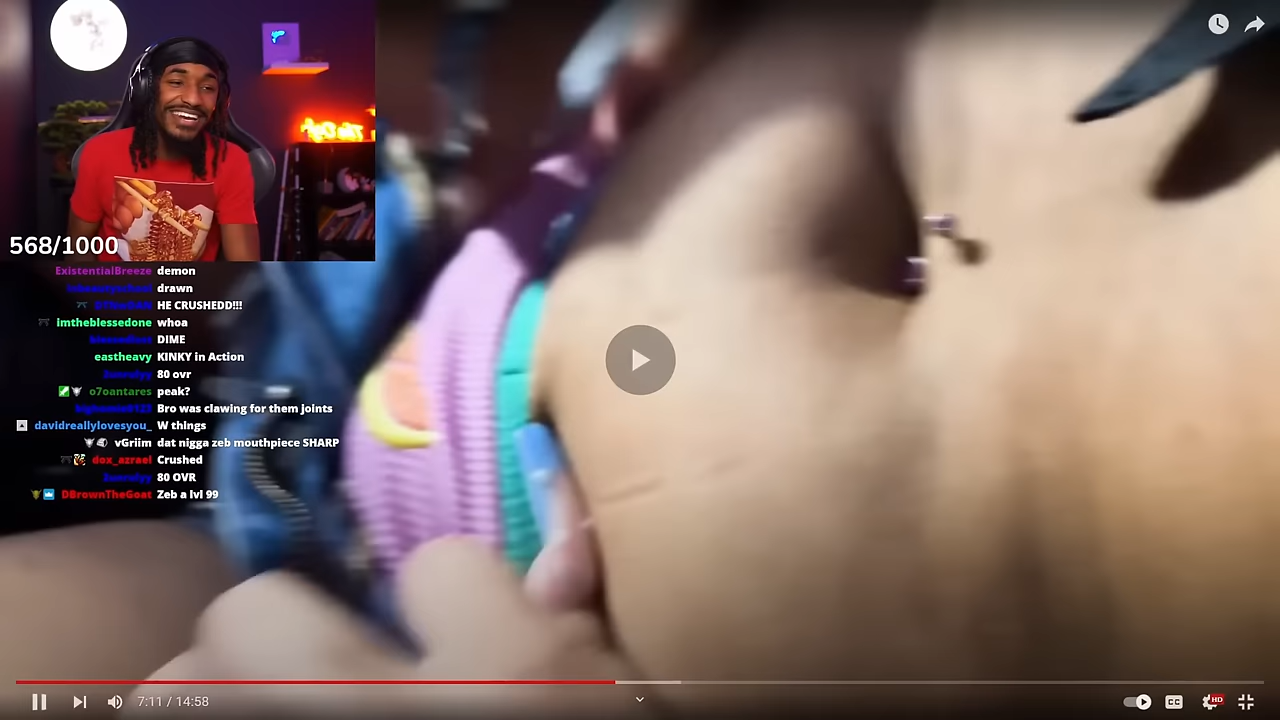 568/1000
ExistentialBreeze demon
drawn
HE CRUSHEDD!!!
imtheblessedone whoa
DIME
eastheavy KINKY in Action
80 ovr
o7oantares peak?
Bro was clawing for them joints
davidreallylovesyou_ W things
vGriim dat nigga zeb mouthpiece SHARP
dox_azrael Crushed
80 OVR
DBrownTheGoat Zeb a lvl 99
7:11 / 14:58
CC
HD